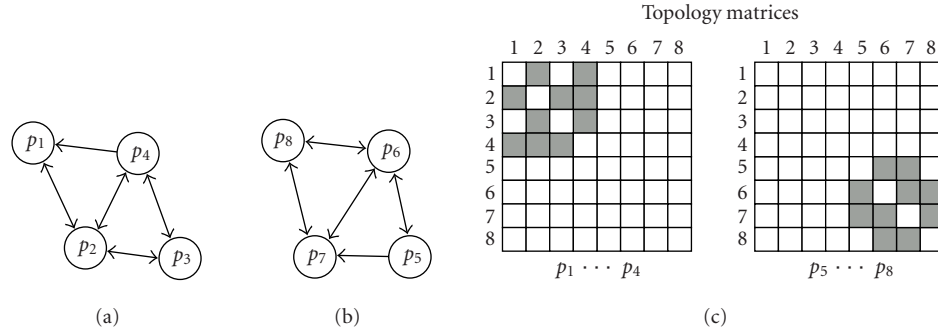 Topology matrices
1 2 3 4 5 6 7 8
1
2
3
4
5
6
7
8
p1 ··· p4
1 2 3 4 5 6 7 8
1
2
3
4
5
6
7
8
p5 ··· p8
p1
p4
p2
p3
p8
p6
p7
p5
(a)
(b)
(c)